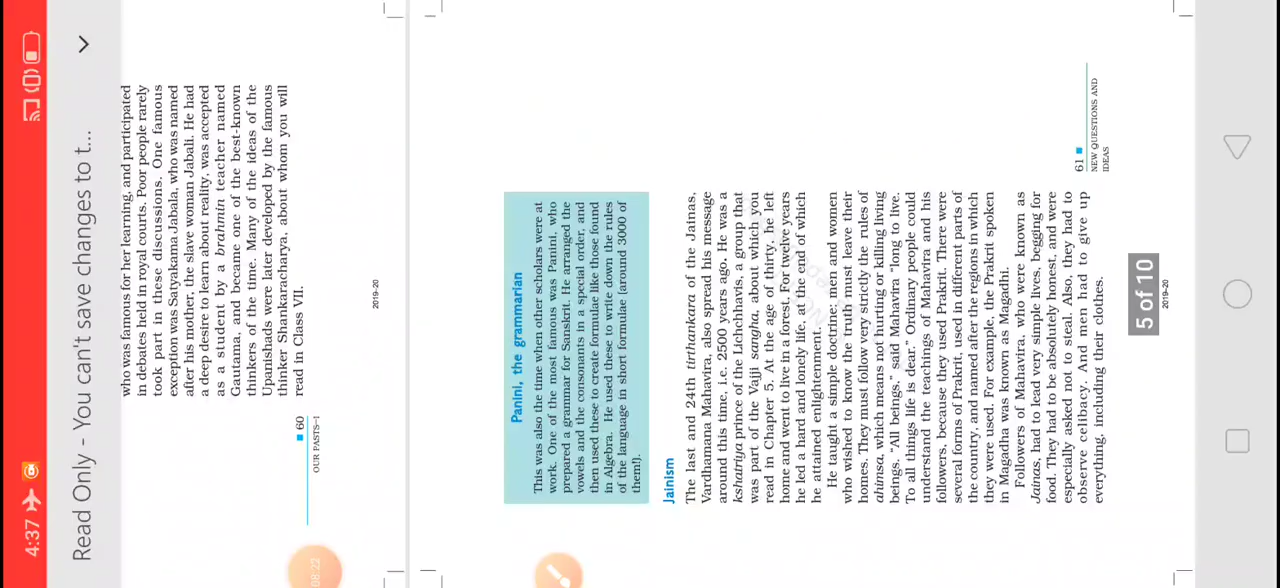 4:37
Read Only - You can't save changes to t...
who was famous for her learning, and participated
in debates held in royal courts. Poor people rarely
took part in these discussions. One famous
exception was Satyakama Jabala, who was named
after his mother, the slave woman Jabali. He had
a deep desire to learn about reality, was accepted
as a student by a brahmin teacher named
Gautama, and became one of the best-known
thinkers of the time. Many of the ideas of the
Upanishads were later developed by the famous
thinker Shankaracharya, about whom you will
read in Class VII.
60
OUR PASTS–I
2019-20
08:22
Panini, the grammarian
This was also the time when other scholars were at
work. One of the most famous was Panini, who
prepared a grammar for Sanskrit. He arranged the
vowels and the consonants in a special order, and
then used these to create formulae like those found
in Algebra. He used these to write down the rules
of the language in short formulae (around 3000 of
them!).
Jainism
The last and 24th tirthankara of the Jainas,
Vardhamana Mahavira, also spread his message
around this time, i.e. 2500 years ago. He was a
kshatriya prince of the Lichchhavis, a group that
was part of the Vajji sangha, about which you
read in Chapter 5. At the age of thirty, he left
home and went to live in a forest. For twelve years
he led a hard and lonely life, at the end of which
he attained enlightenment.
He taught a simple doctrine: men and women
who wished to know the truth must leave their
homes. They must follow very strictly the rules of
ahimsa, which means not hurting or killing living
beings. "All beings," said Mahavira "long to live.
To all things life is dear." Ordinary people could
understand the teachings of Mahavira and his
followers, because they used Prakrit. There were
several forms of Prakrit, used in different parts of
the country, and named after the regions in which
they were used. For example, the Prakrit spoken
in Magadha was known as Magadhi.
Followers of Mahavira, who were known as
Jainas, had to lead very simple lives, begging for
food. They had to be absolutely honest, and were
especially asked not to steal. Also, they had to
observe celibacy. And men had to give up
everything, including their clothes.
61
NEW QUESTIONS AND
IDEAS
5 of 10
2019-20